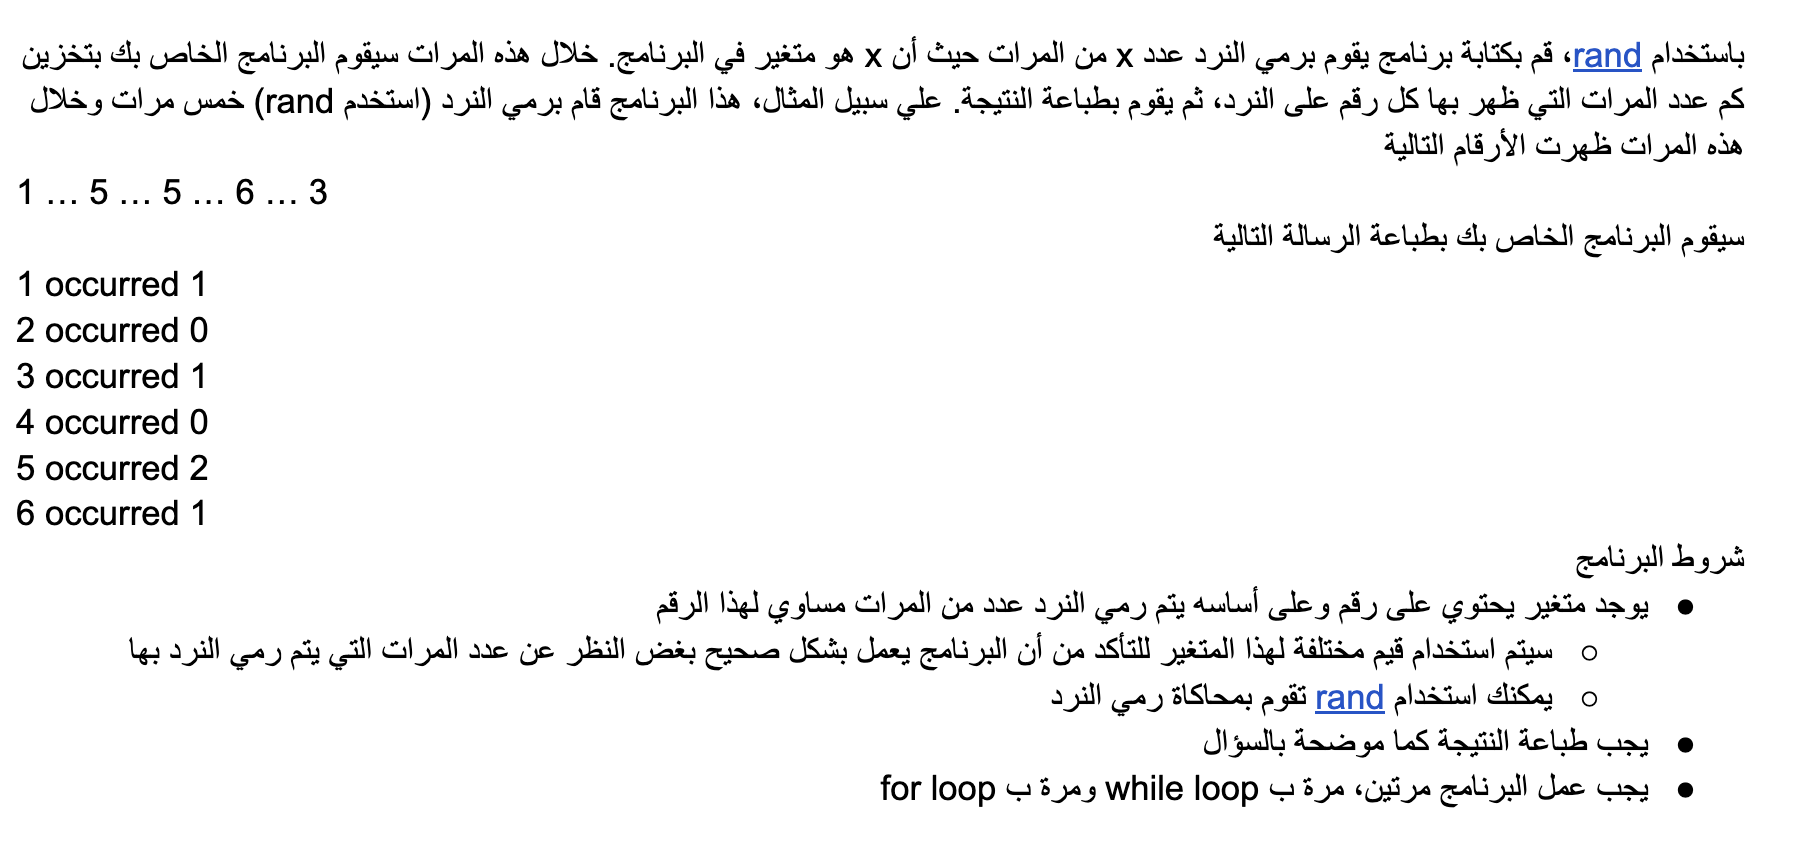 باستخدام rand، قم بكتابة برنامج يقوم برمي النرد عدد x من المرات حيث أن x هو متغير في البرنامج. خلال هذه المرات سيقوم البرنامج الخاص بك بتخزين
كم عدد المرات التي ظهر بها كل رقم على النرد، ثم يقوم بطباعة النتيجة. علي سبيل المثال، هذا البرنامج قام برمي النرد (استخدم rand) خمس مرات وخلال
هذه المرات ظهرت الأرقام التالية
1 ... 5 ... 5 ... 6 ... 3
سيقوم البرنامج الخاص بك بطباعة الرسالة التالية
1 occurred 1
2 occurred 0
3 occurred 1
4 occurred 0
5 occurred 2
6 occurred 1
شروط البرنامج
● يوجد متغير يحتوي على رقم وعلى أساسه يتم رمي النرد عدد من المرات مساوي لهذا الرقم
○ سيتم استخدام قيم مختلفة لهذا المتغير للتأكد من أن البرنامج يعمل بشكل صحيح بغض النظر عن عدد المرات التي يتم رمي النرد بها
○ يمكنك استخدام rand تقوم بمحاكاة رمي النرد
● يجب طباعة النتيجة كما موضحة بالسؤال
● يجب عمل البرنامج مرتين، مرة ب while loop ومرة ب for loop